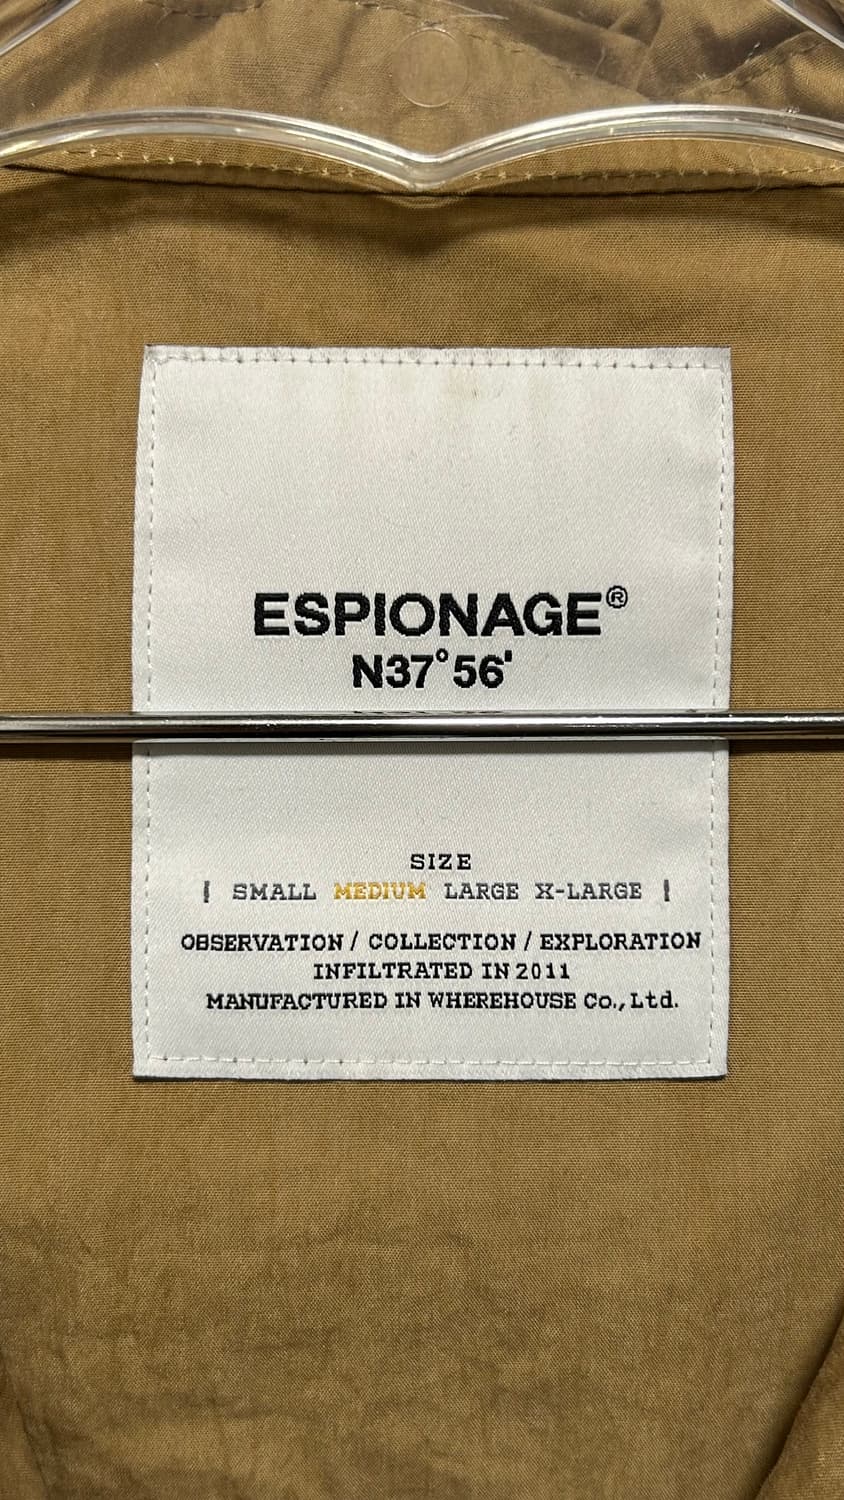 ESPIONAGE®
N37°56'
SIZE
| SMALL MEDIUM LARGE X-LARGE |
OBSERVATION / COLLECTION / EXPLORATION
INFILTRATED IN 2011
MANUFACTURED IN WHEREHOUSE Co., Ltd.